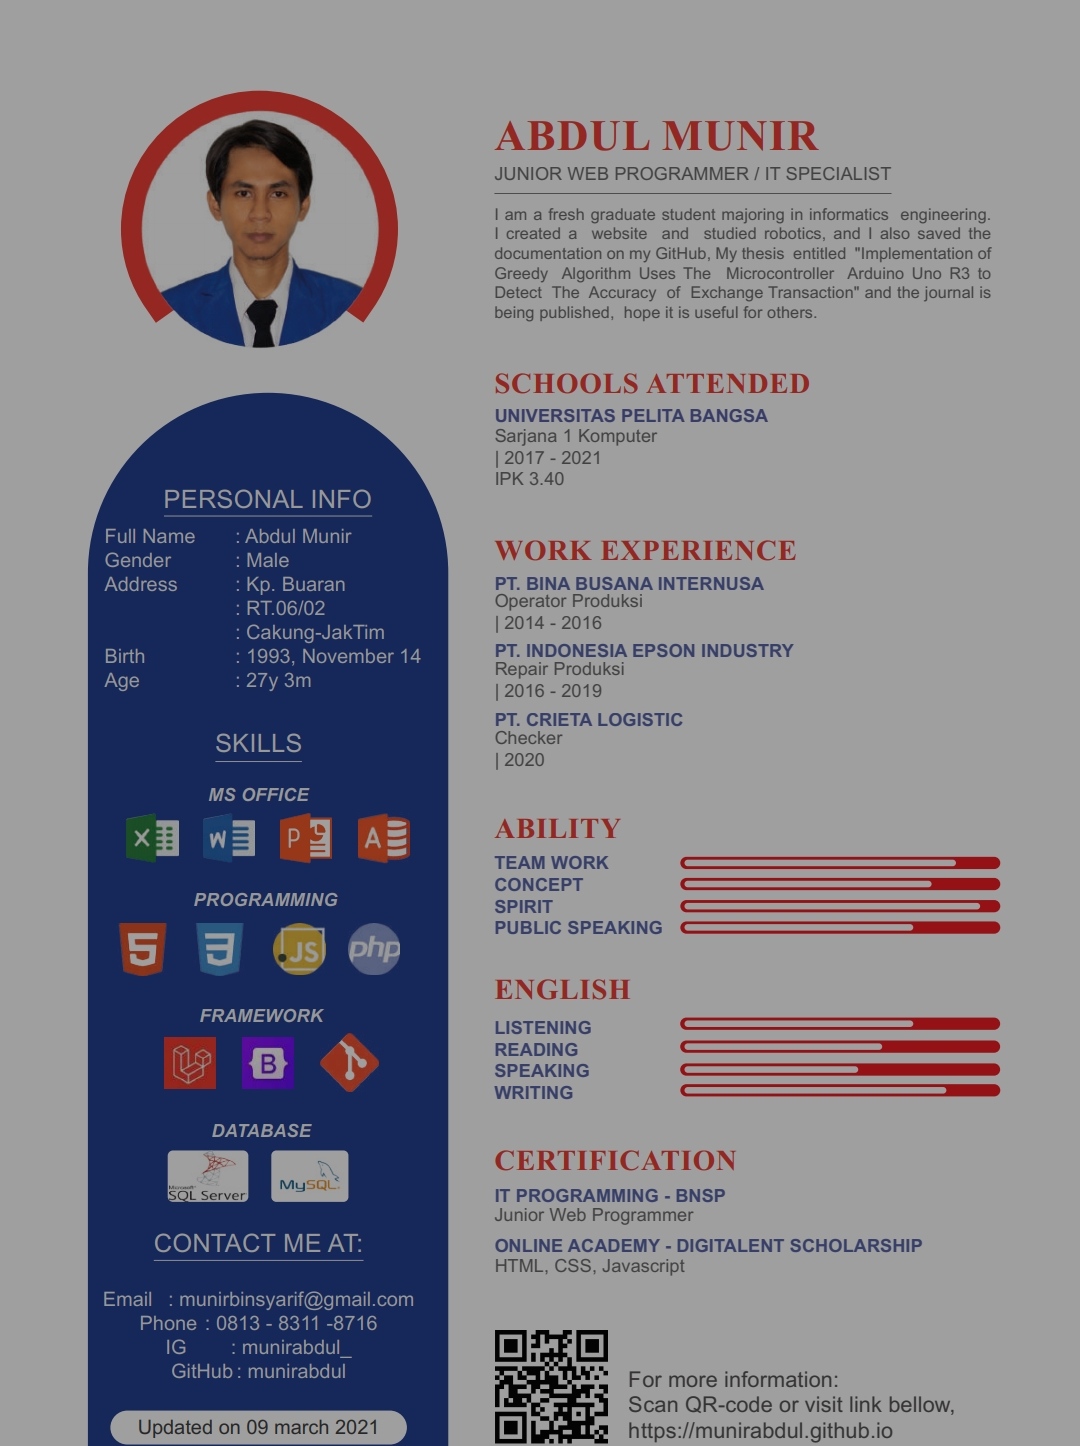 ABDUL MUNIR
JUNIOR WEB PROGRAMMER / IT SPECIALIST
I am a fresh graduate student majoring in informatics engineering.
I created a website and studied robotics, and I also saved the
documentation on my GitHub, My thesis entitled "Implementation of
Greedy Algorithm Uses The Microcontroller Arduino Uno R3 to
Detect The Accuracy of Exchange Transaction" and the journal is
being published, hope it is useful for others.
PERSONAL INFO
Full Name : Abdul Munir
Gender : Male
Address : Kp. Buaran
: RT.06/02
: Cakung-JakTim
Birth : 1993, November 14
Age : 27y 3m
SKILLS
MS OFFICE
X W P A
PROGRAMMING
5 3 JS php
FRAMEWORK
B
DATABASE
Microsoft
SQL Server
MySQL
CONTACT ME AT:
Email : munirbinsyarif@gmail.com
Phone : 0813 - 8311 -8716
IG : munirabdul_
GitHub : munirabdul
Updated on 09 march 2021
SCHOOLS ATTENDED
UNIVERSITAS PELITA BANGSA
Sarjana 1 Komputer
| 2017 - 2021
IPK 3.40
WORK EXPERIENCE
PT. BINA BUSANA INTERNUSA
Operator Produksi
| 2014 - 2016
PT. INDONESIA EPSON INDUSTRY
Repair Produksi
| 2016 - 2019
PT. CRIETA LOGISTIC
Checker
| 2020
ABILITY
TEAM WORK
CONCEPT
SPIRIT
PUBLIC SPEAKING
ENGLISH
LISTENING
READING
SPEAKING
WRITING
CERTIFICATION
IT PROGRAMMING - BNSP
Junior Web Programmer
ONLINE ACADEMY - DIGITALENT SCHOLARSHIP
HTML, CSS, Javascript
For more information:
Scan QR-code or visit link bellow,
https://munirabdul.github.io